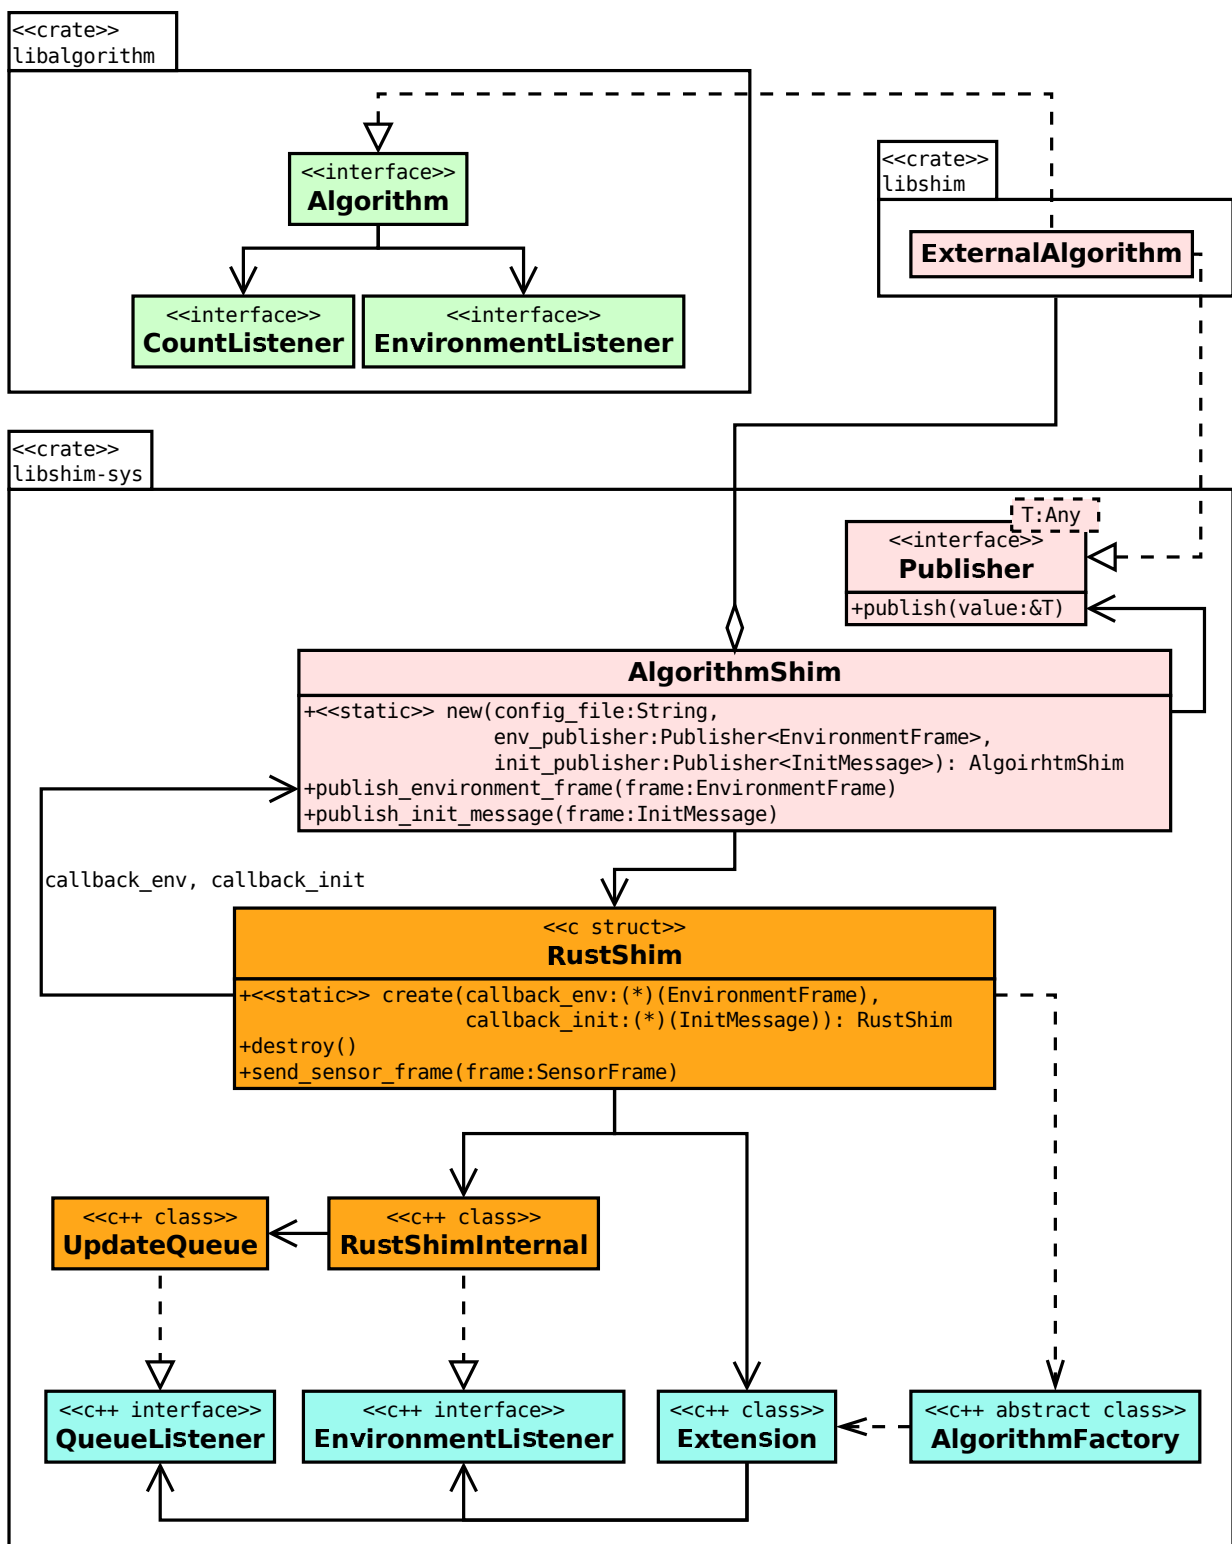 <<crate>>
libalgorithm
<<interface>>
Algorithm
<<interface>>
CountListener
<<interface>>
EnvironmentListener
<<crate>>
libshim
ExternalAlgorithm
<<crate>>
libshim-sys
T:Any
<<interface>>
Publisher
+publish(value:&T)
AlgorithmShim
+<<static>> new(config_file:String,
env_publisher:Publisher<EnvironmentFrame>,
init_publisher:Publisher<InitMessage>): AlgoirhtmShim
+publish_environment_frame(frame:EnvironmentFrame)
+publish_init_message(frame:InitMessage)
callback_env, callback_init
<<c struct>>
RustShim
+<<static>> create(callback_env:(*)(EnvironmentFrame),
callback_init:(*)(InitMessage)): RustShim
+destroy()
+send_sensor_frame(frame:SensorFrame)
<<c++ class>>
UpdateQueue
<<c++ class>>
RustShimInternal
<<c++ interface>>
QueueListener
<<c++ interface>>
EnvironmentListener
<<c++ class>>
Extension
<<c++ abstract class>>
AlgorithmFactory